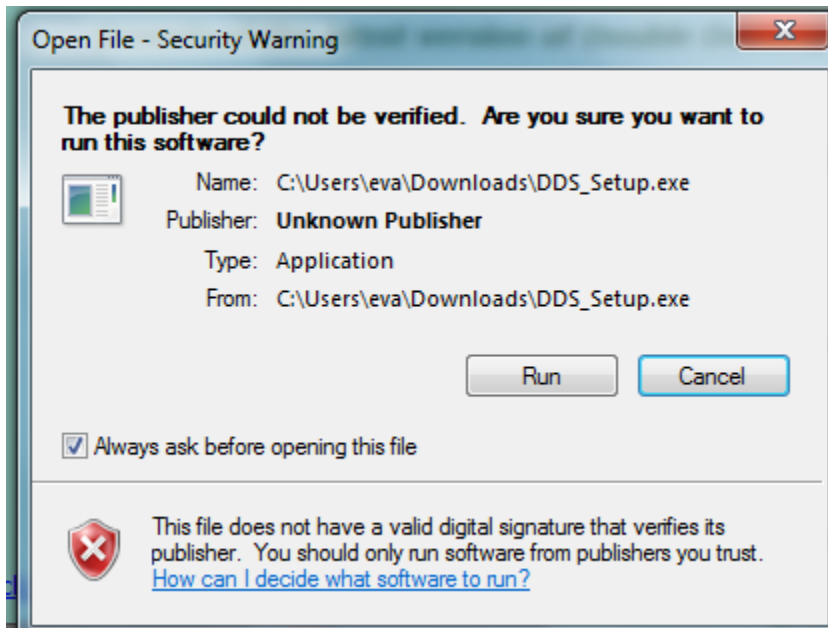 Open File - Security Warning
The publisher could not be verified. Are you sure you want to
run this software?
Name: C:\Users\eva\Downloads\DDS_Setup.exe
Publisher: Unknown Publisher
Type: Application
From: C:\Users\eva\Downloads\DDS_Setup.exe
Run Cancel
Always ask before opening this file
This file does not have a valid digital signature that verifies its
publisher. You should only run software from publishers you trust.
How can I decide what software to run?